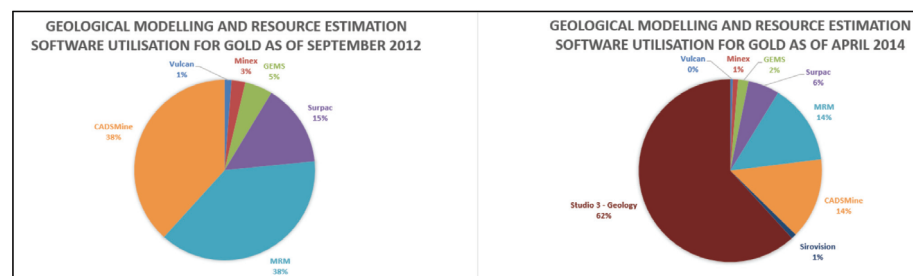 GEOLOGICAL MODELLING AND RESOURCE ESTIMATION
SOFTWARE UTILISATION FOR GOLD AS OF SEPTEMBER 2012
Vulcan
1%
Minex
3%
GEMS
5%
Surpac
15%
CADSMine
38%
MRM
38%
GEOLOGICAL MODELLING AND RESOURCE ESTIMATION
SOFTWARE UTILISATION FOR GOLD AS OF APRIL 2014
Vulcan
0%
Minex
1%
GEMS
2%
Surpac
6%
MRM
14%
CADSMine
14%
Sirovision
1%
Studio 3 - Geology
62%